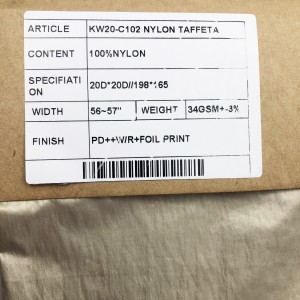 ARTICLE KW20-C102 NYLON TAFFETA
CONTENT 100%NYLON
SPECIFIATI
ON 20D*20D//198*165
WIDTH 56~57" WEIGHT 34GSM+-3%
FINISH PD++\V/R+FOIL PRINT